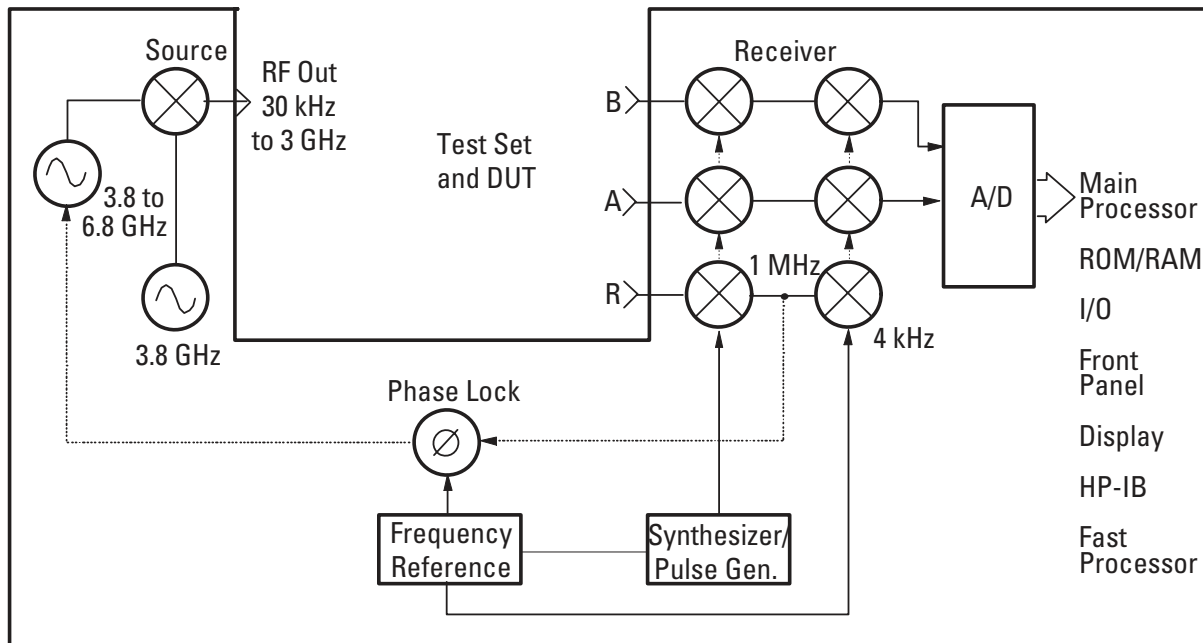 Source
RF Out
30 kHz
to 3 GHz
3.8 to
6.8 GHz
3.8 GHz
Test Set
and DUT
Receiver
B
A
R
1 MHz
4 kHz
A/D
Main
Processor
ROM/RAM
I/O
Front
Panel
Display
HP-IB
Fast
Processor
Phase Lock
Ø
Frequency
Reference
Synthesizer/
Pulse Gen.